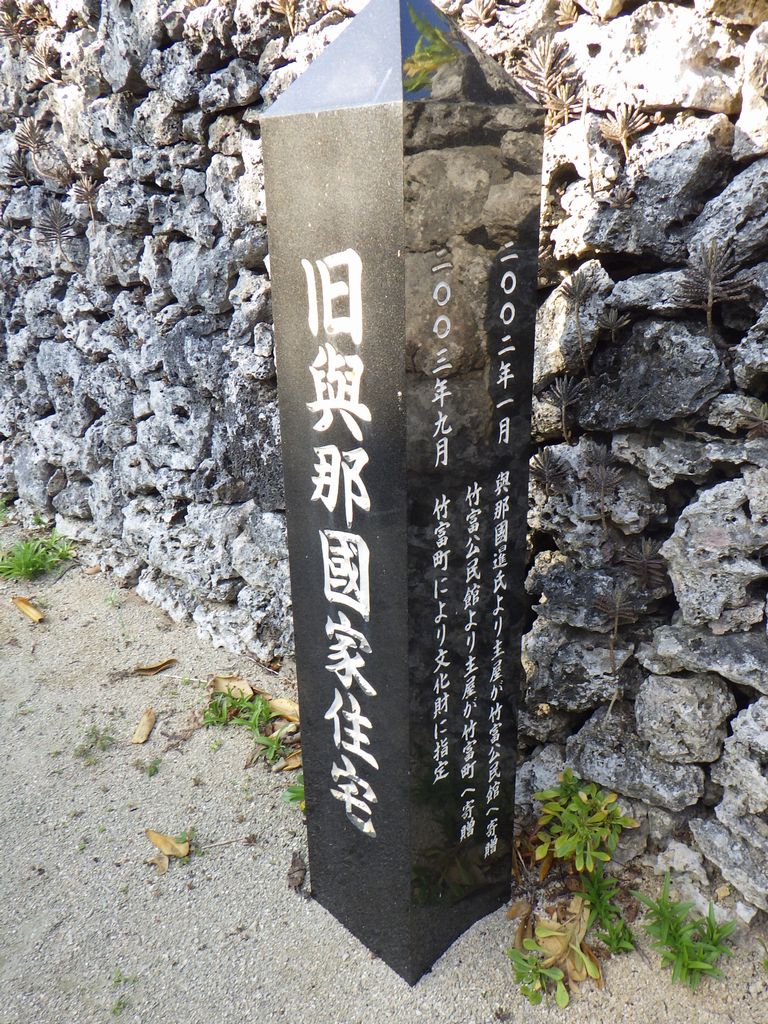 旧與那國家住宅
二〇〇二年一月 與那國暹氏より主屋が竹富公民館へ寄贈
竹富公民館より主屋が竹富町へ寄贈
二〇〇三年九月 竹富町により文化財に指定